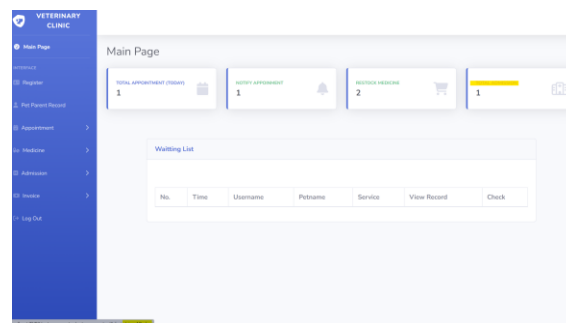 VETERINARY
CLINIC
Main Page
INTERFACE
Register
Pet Parent Record
Appointment
Medicine
Admission
Invoice
Log Out
Main Page
TOTAL APPOINTMENT (TODAY)
1
NOTIFY APPOINMENT
1
RESTOCK MEDICINE
2
1
Waitting List
No. Time Username Petname Service View Record Check